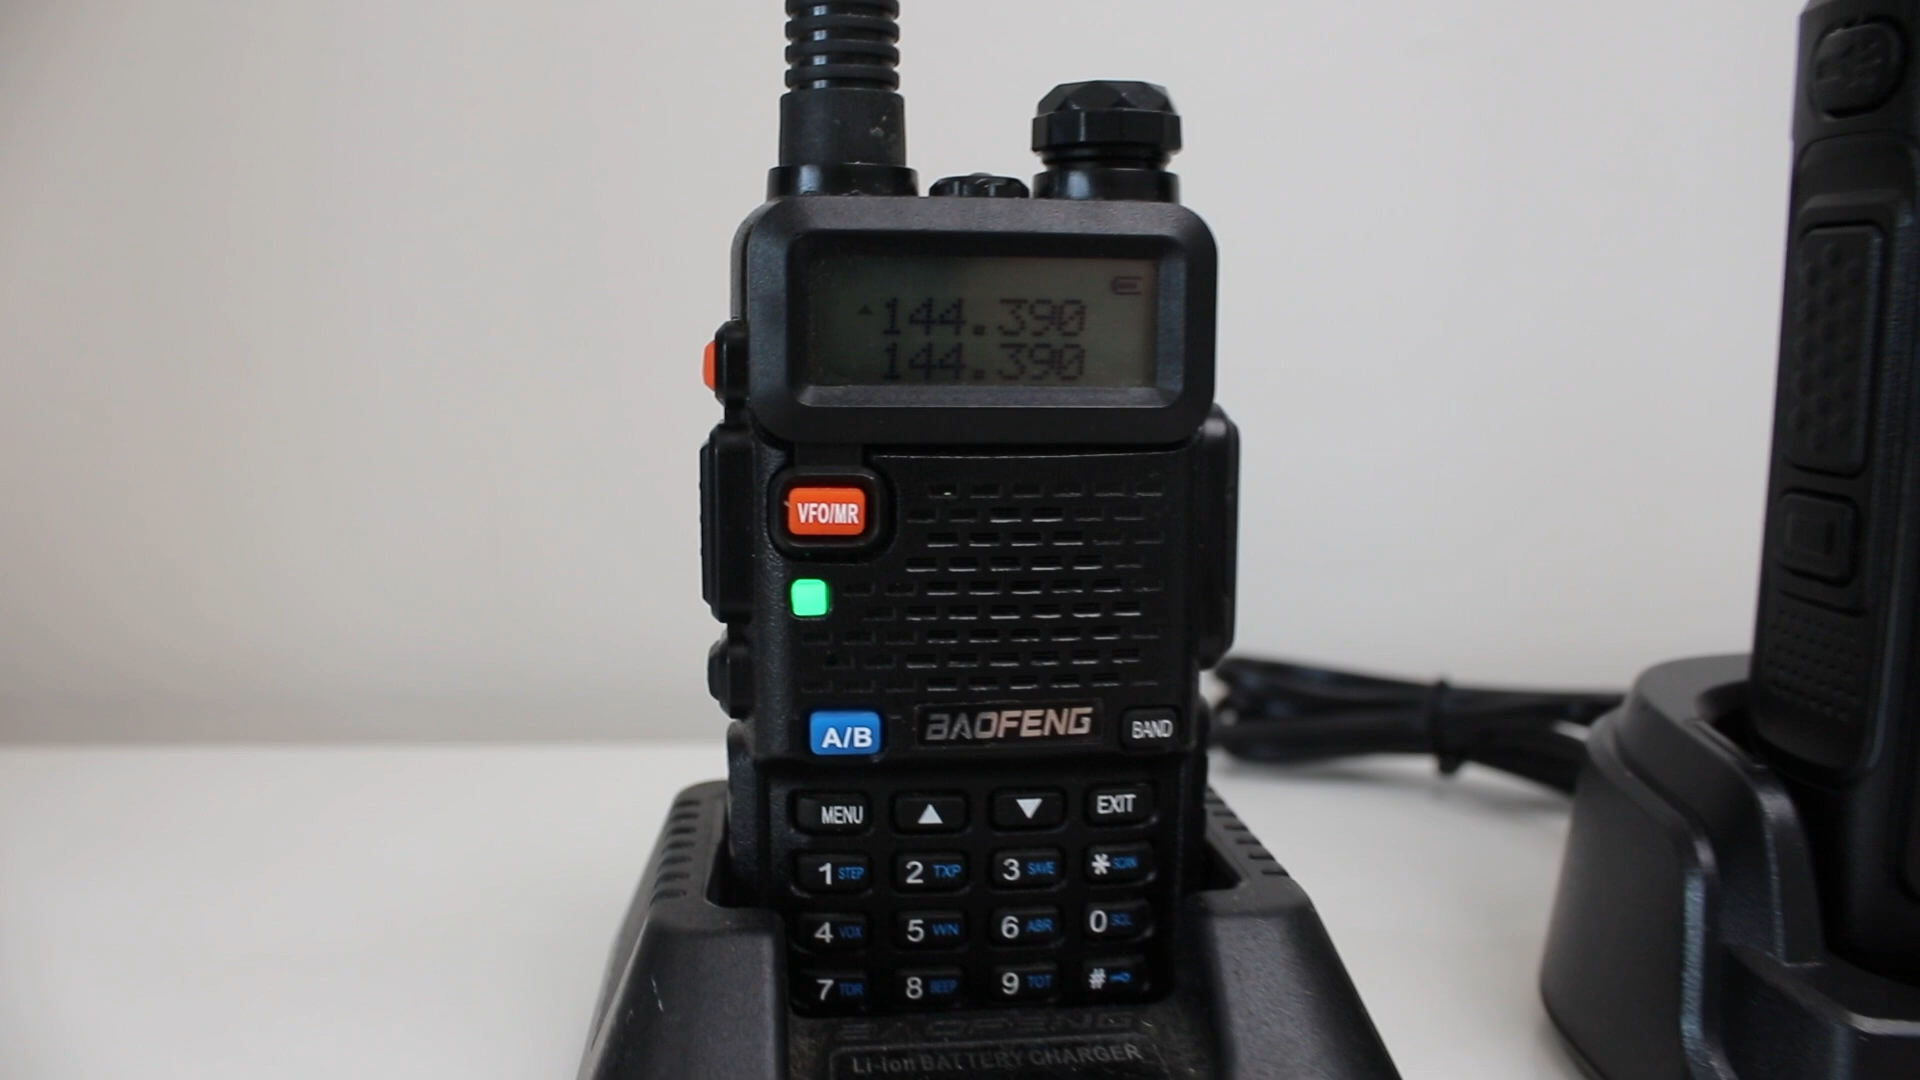 144.390
144.390
VFO/MR
A/B BAOFENG BAND
MENU ▲ ▼ EXIT
1 STEP 2 TXP 3 SAVE * SCAN
4 VOX 5 WN 6 ABR 0 SQL
7 TDR 8 BEEP 9 TOT #
BAOFENG
Li-ion BATTERY CHARGER